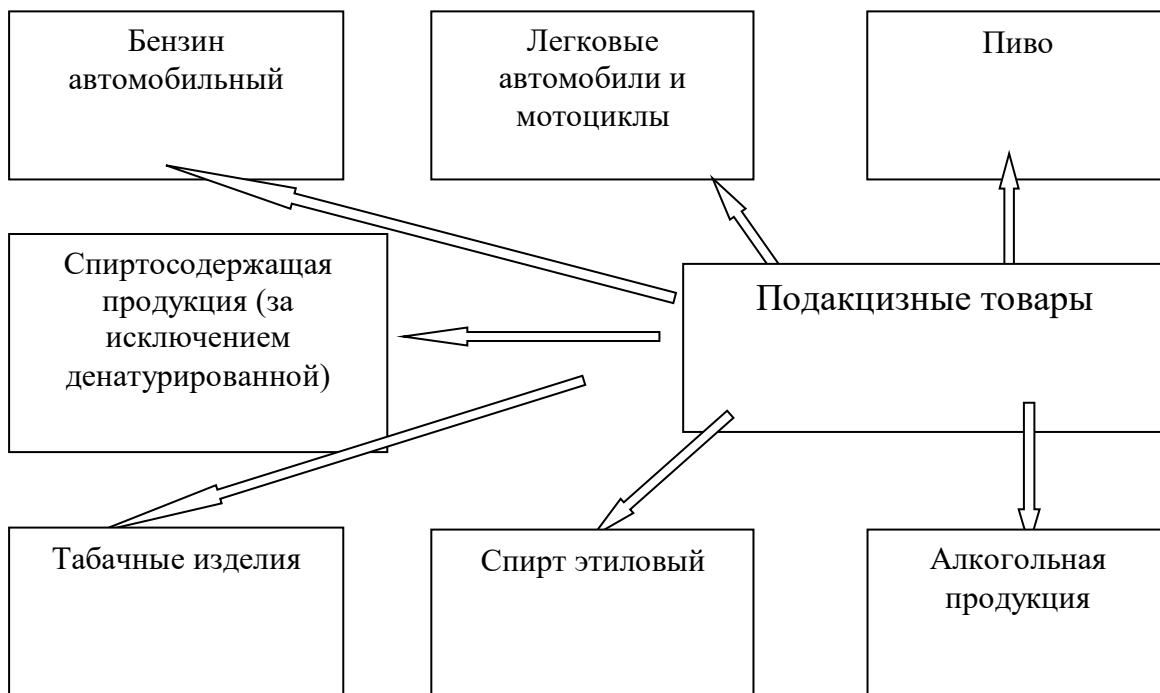 Бензин
автомобильный
Легковые
автомобили и
мотоциклы
Пиво
Спиртосодержащая
продукция (за
исключением
денатурированной)
Подакцизные товары
Табачные изделия
Спирт этиловый
Алкогольная
продукция